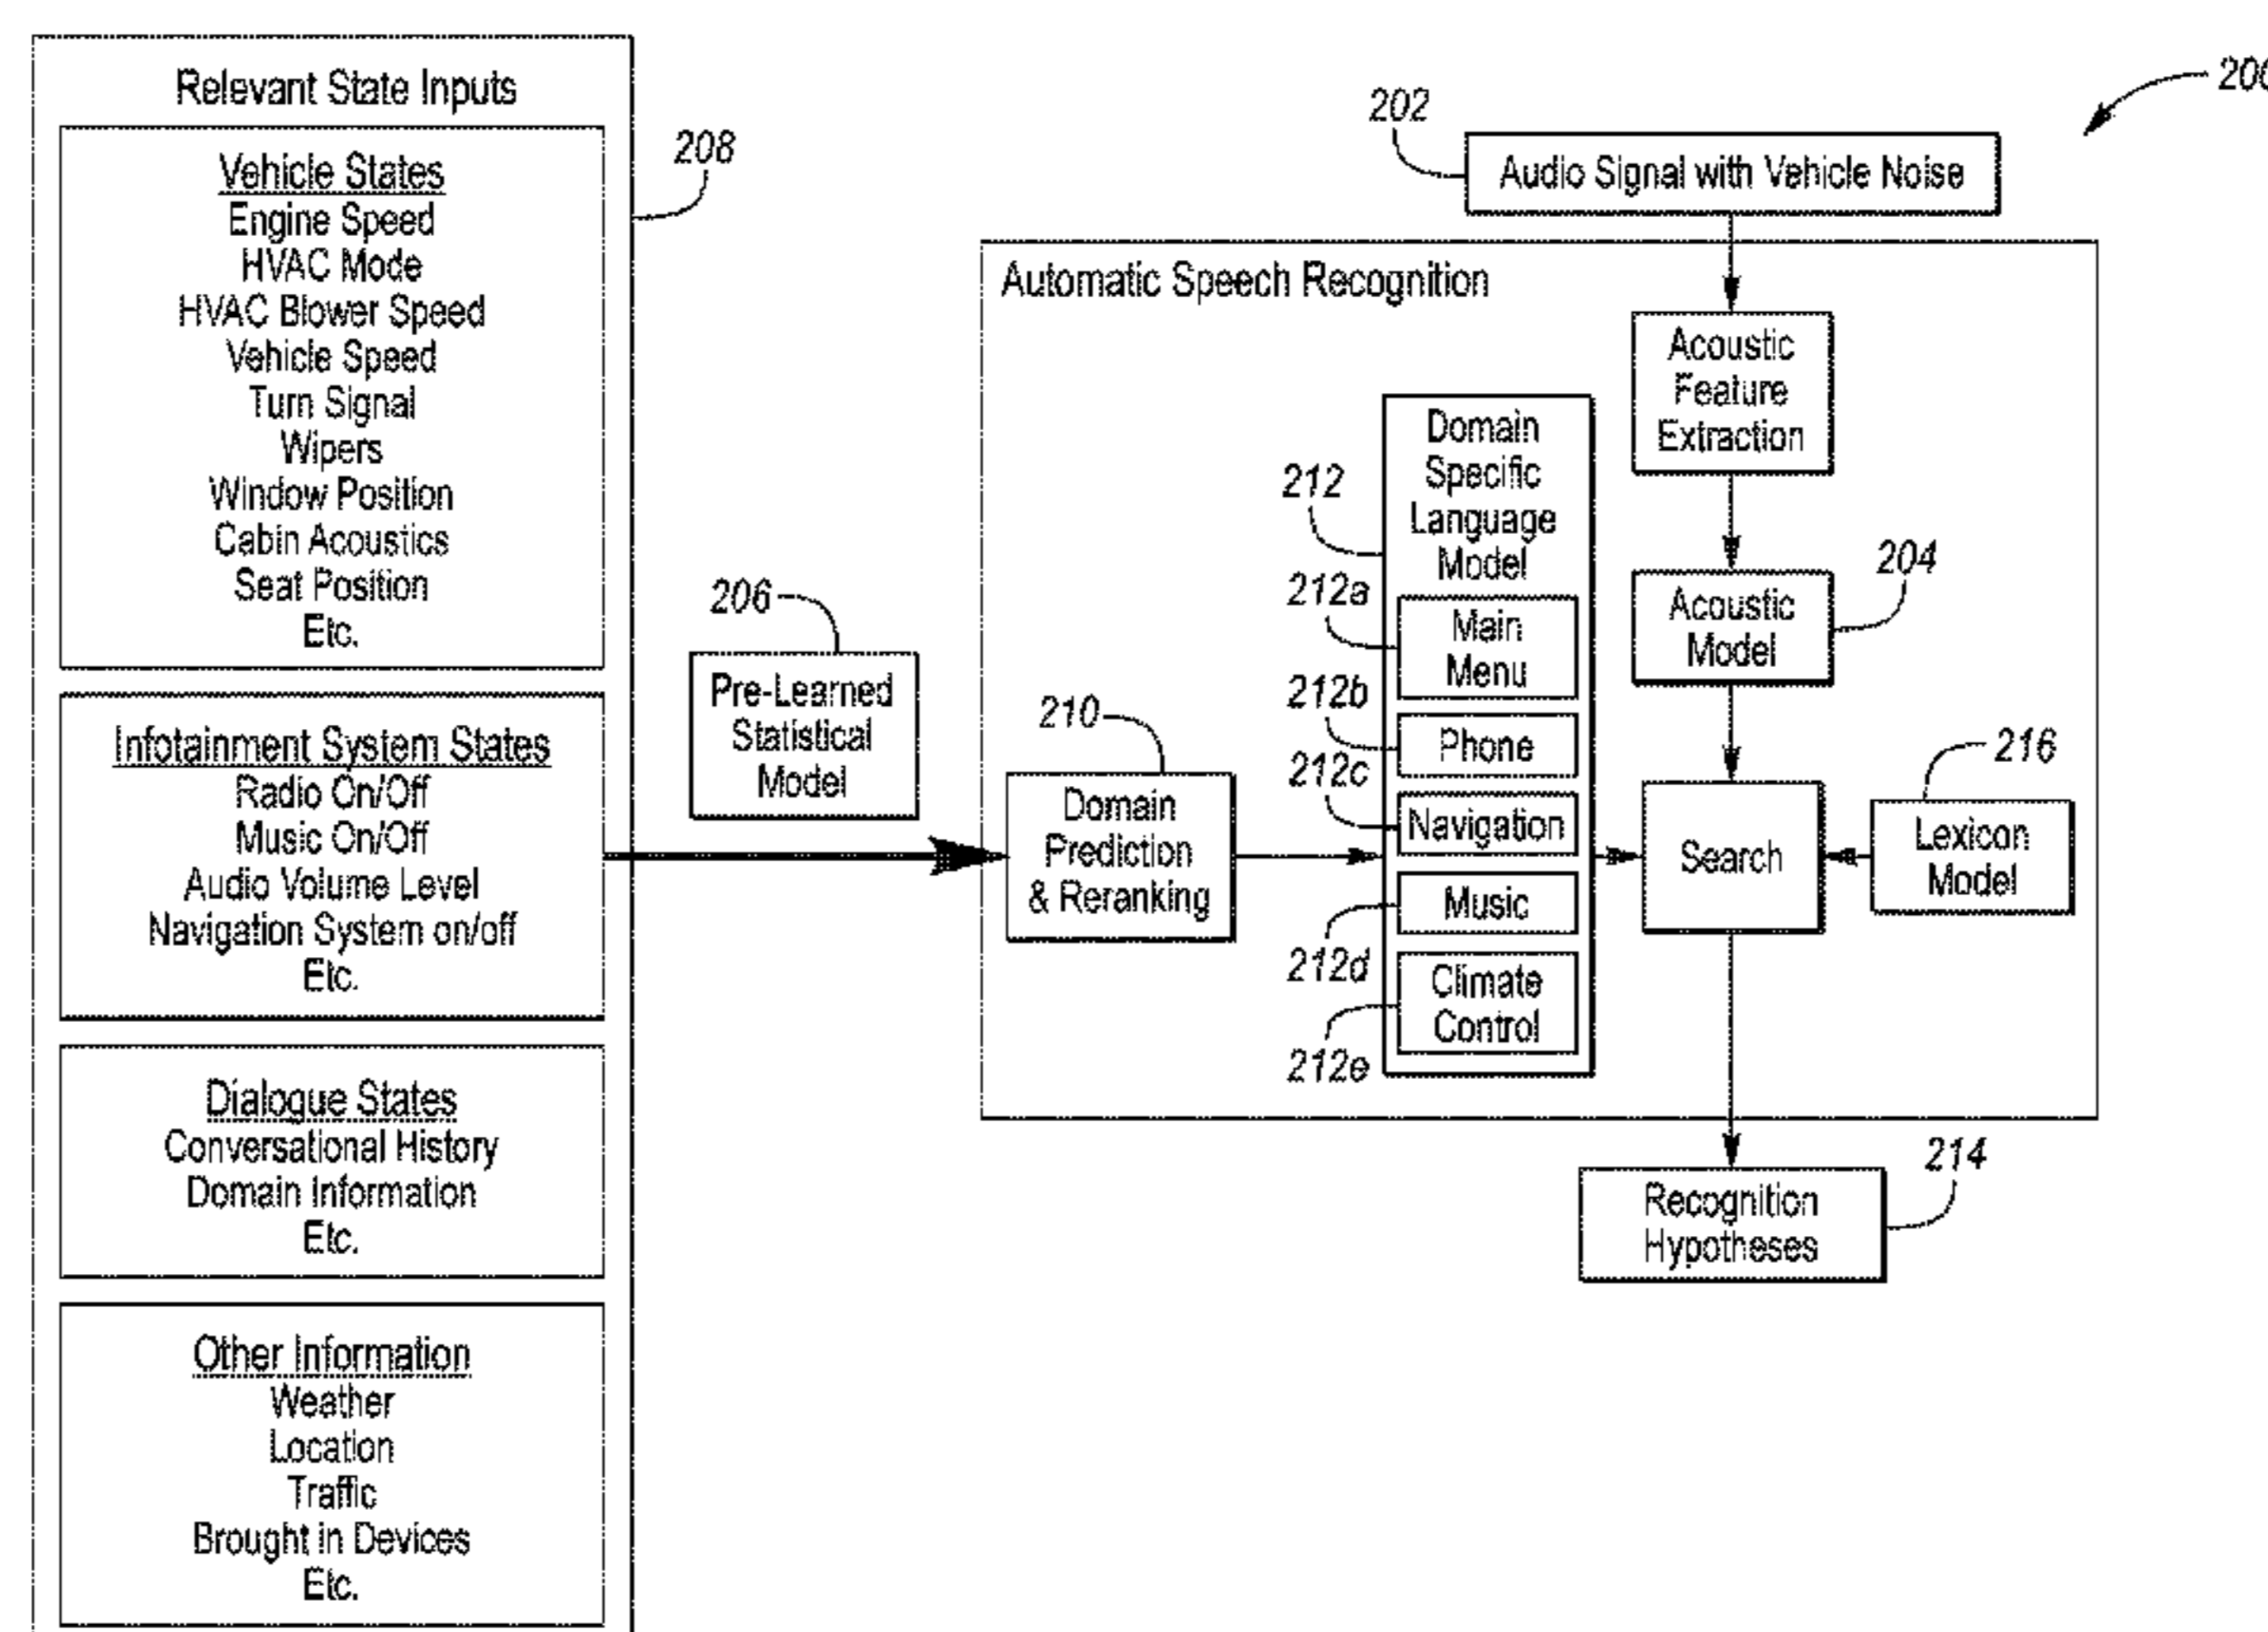 Relevant State Inputs
Vehicle States
Engine Speed
HVAC Mode
HVAC Blower Speed
Vehicle Speed
Turn Signal
Wipers
Window Position
Cabin Acoustics
Seat Position
Etc.
208
Infotainment System States
Radio On/Off
Music On/Off
Audio Volume Level
Navigation System on/off
Etc.
Dialogue States
Conversational History
Domain Information
Etc.
Other Information
Weather
Location
Traffic
Brought in Devices
Etc.
206
Pre-Learned
Statistical
Model
202
Audio Signal with Vehicle Noise
Automatic Speech Recognition
210
Domain
Prediction
& Reranking
212
Domain
Specific
Language
Model
212a
Main
Menu
212b
Phone
212c
Navigation
212d
Music
212e
Climate
Control
Acoustic
Feature
Extraction
204
Acoustic
Model
Search
216
Lexicon
Model
214
Recognition
Hypotheses